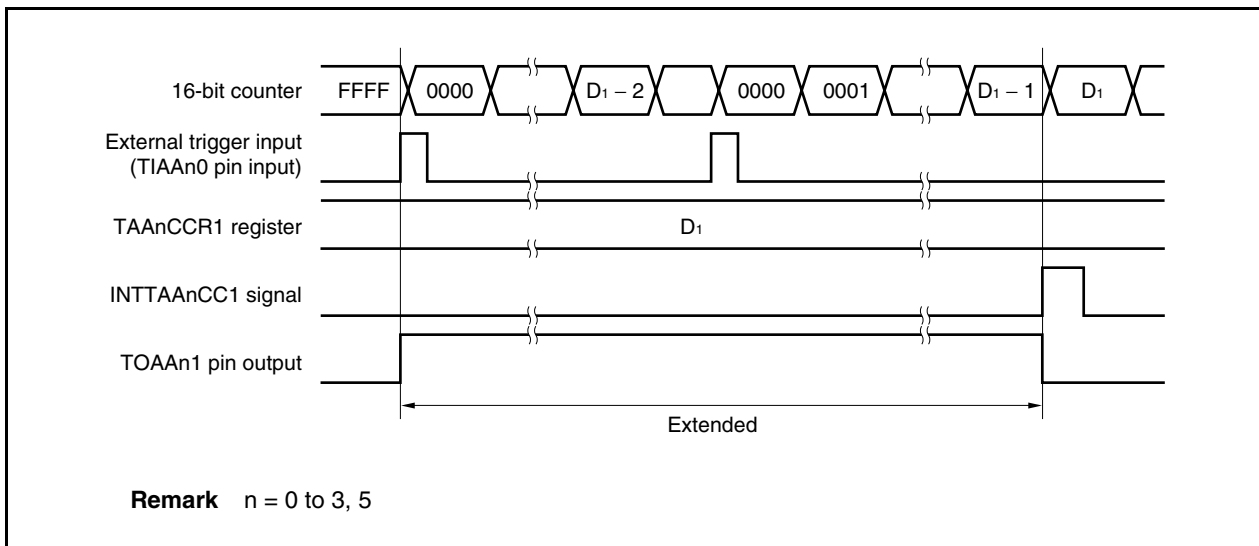 16-bit counter FFFF 0000 D1 – 2 0000 0001 D1 – 1 D1
External trigger input
(TIAAn0 pin input)
TAAnCCR1 register D1
INTTAAnCC1 signal
TOAAn1 pin output
Extended
Remark n = 0 to 3, 5